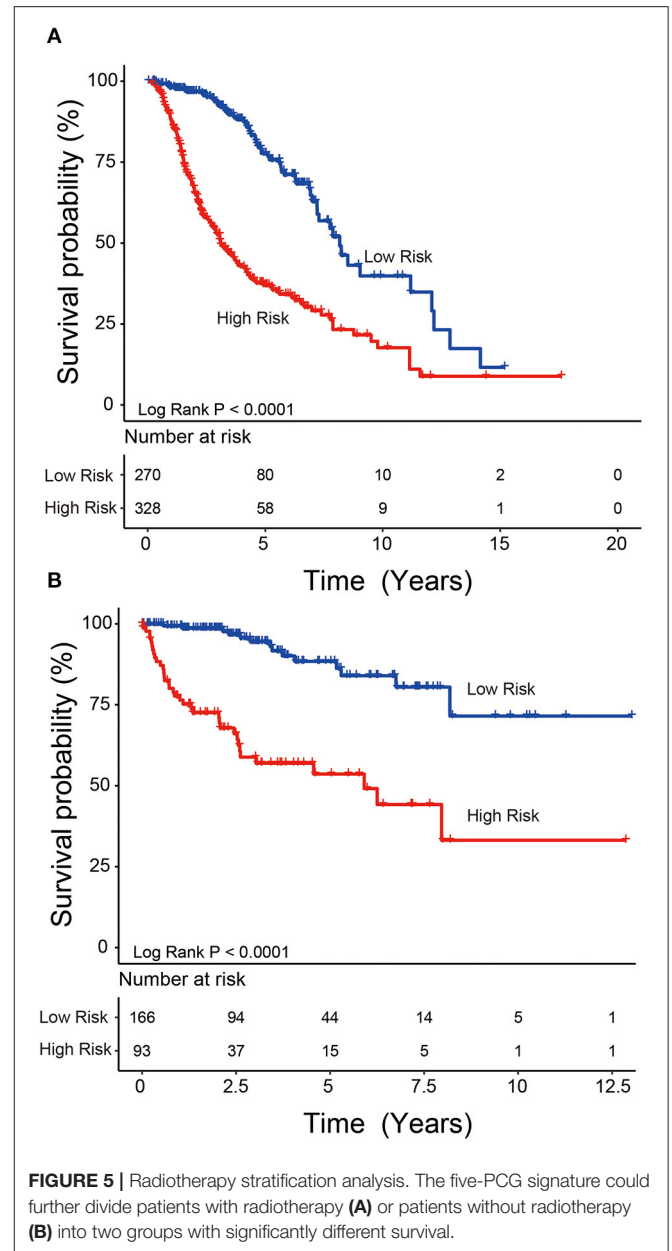 A
Survival probability (%)
100
75
50
25
0
Low Risk
High Risk
Log Rank P < 0.0001
Number at risk
Low Risk 270 80 10 2 0
High Risk 328 58 9 1 0
0 5 10 15 20
Time (Years)
B
Survival probability (%)
100
75
50
25
0
Low Risk
High Risk
Log Rank P < 0.0001
Number at risk
Low Risk 166 94 44 14 5 1
High Risk 93 37 15 5 1 1
0 2.5 5 7.5 10 12.5
Time (Years)
FIGURE 5 | Radiotherapy stratification analysis. The five-PCG signature could
further divide patients with radiotherapy (A) or patients without radiotherapy
(B) into two groups with significantly different survival.